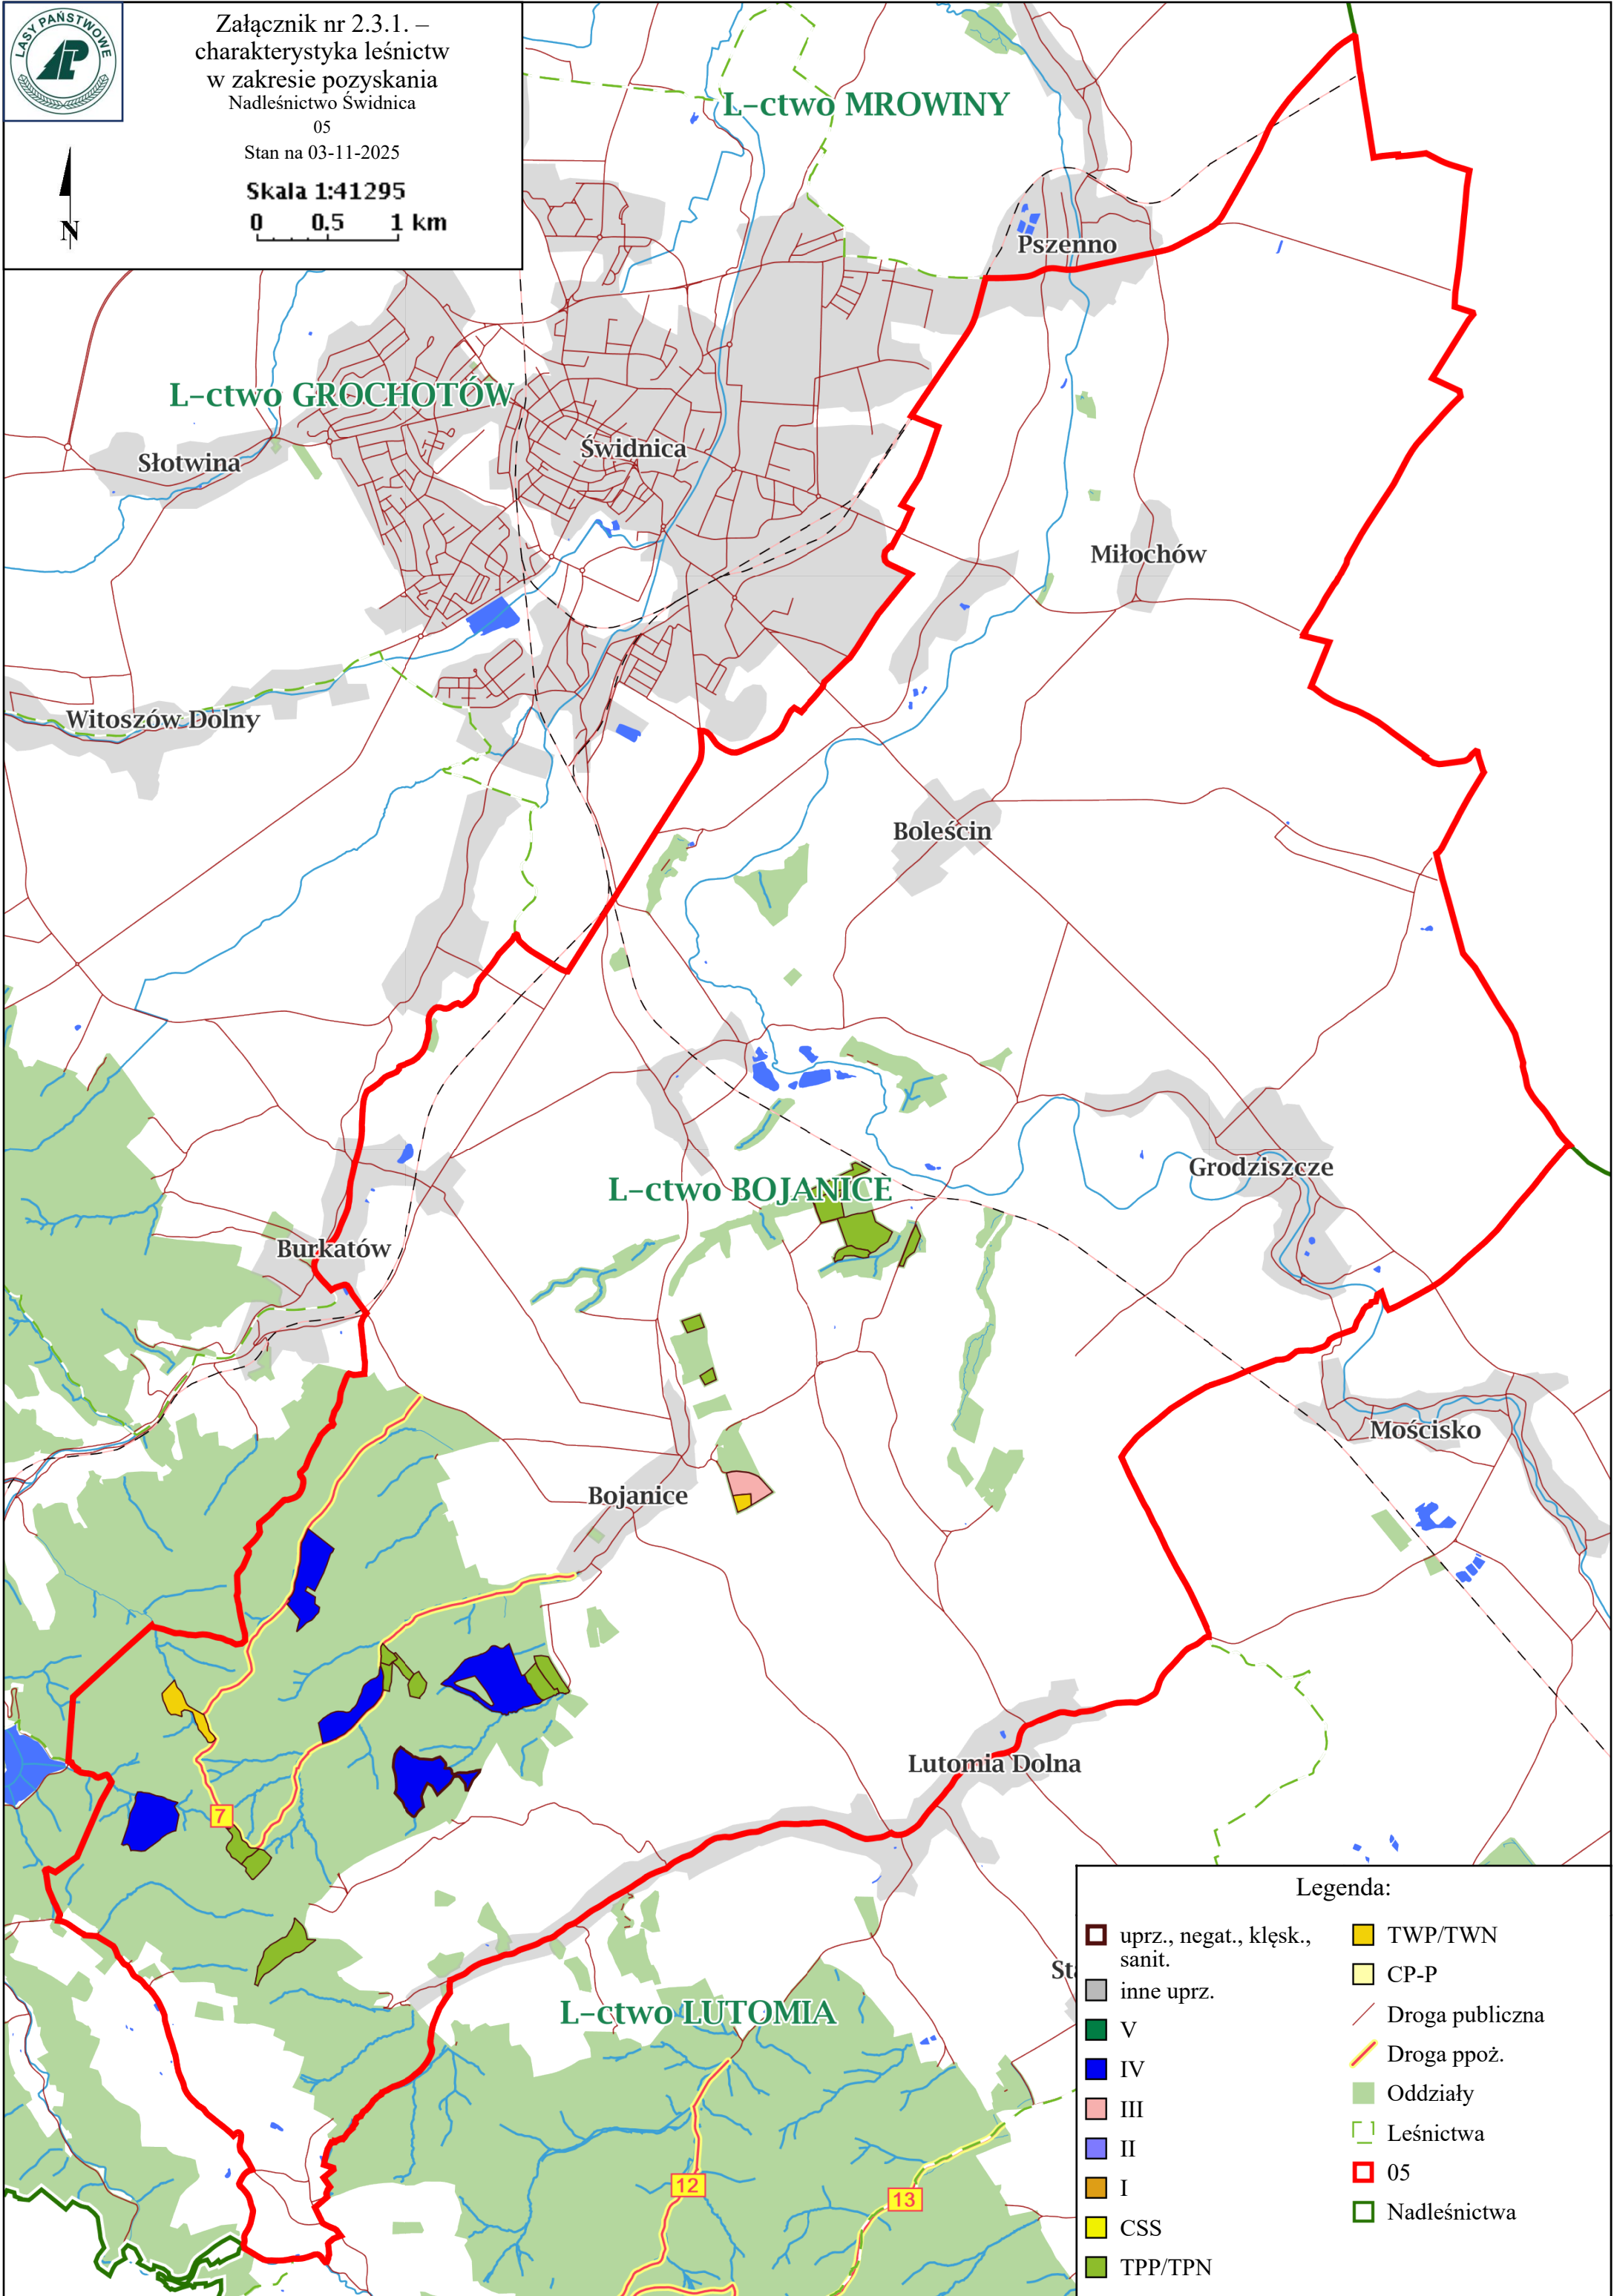 LASY PAŃSTWOWE
Załącznik nr 2.3.1. –
charakterystyka leśnictw
w zakresie pozyskania
Nadleśnictwo Świdnica
05
Stan na 03-11-2025
Skala 1:41295
0 0.5 1 km
N
L-ctwo MROWINY
Pszenno
L-ctwo GROCHOTÓW
Świdnica
Słotwina
Miłochów
Witoszów Dolny
Boleścin
Grodziszcze
L-ctwo BOJANICE
Burkatów
Mościsko
Bojanice
Lutomia Dolna
7
L-ctwo LUTOMIA
12
13
Legenda:
uprz., negat., klęsk.,
sanit.
inne uprz.
V
IV
III
II
I
CSS
TPP/TPN
TWP/TWN
CP-P
Droga publiczna
Droga ppoż.
Oddziały
Leśnictwa
05
Nadleśnictwa